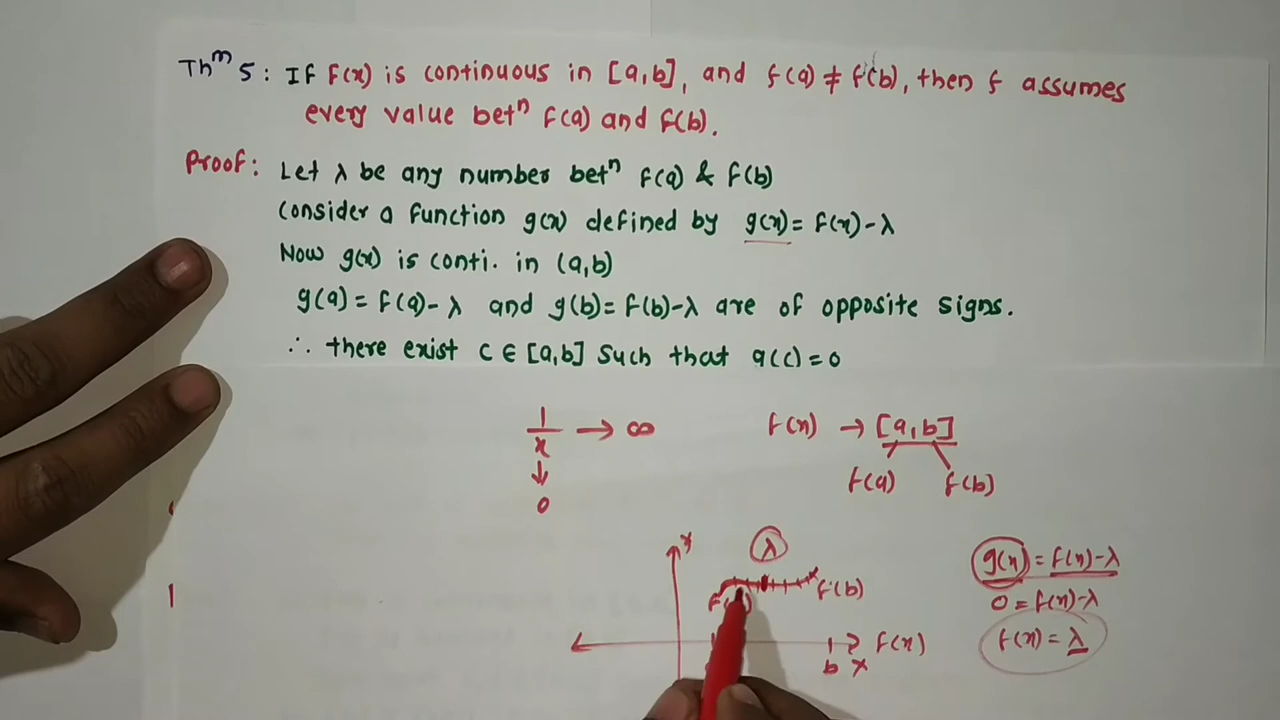 Thᵐ 5: If f(x) is continuous in [a,b], and f(a) ≠ f(b), then f assumes
every value betⁿ f(a) and f(b).
Proof: Let λ be any number betⁿ f(a) & f(b)
Consider a function g(x) defined by g(x) = f(x) - λ
Now g(x) is conti. in (a,b)
g(a) = f(a) - λ and g(b) = f(b) - λ are of opposite signs.
∴ there exist C ∈ [a,b] such that g(c) = 0
1/x → ∞
↓
0
f(x) → [a,b]
f(a) f(b)
λ
f(b)
f(x)
b x
g(x) = f(x) - λ
0 = f(x) - λ
f(x) = λ